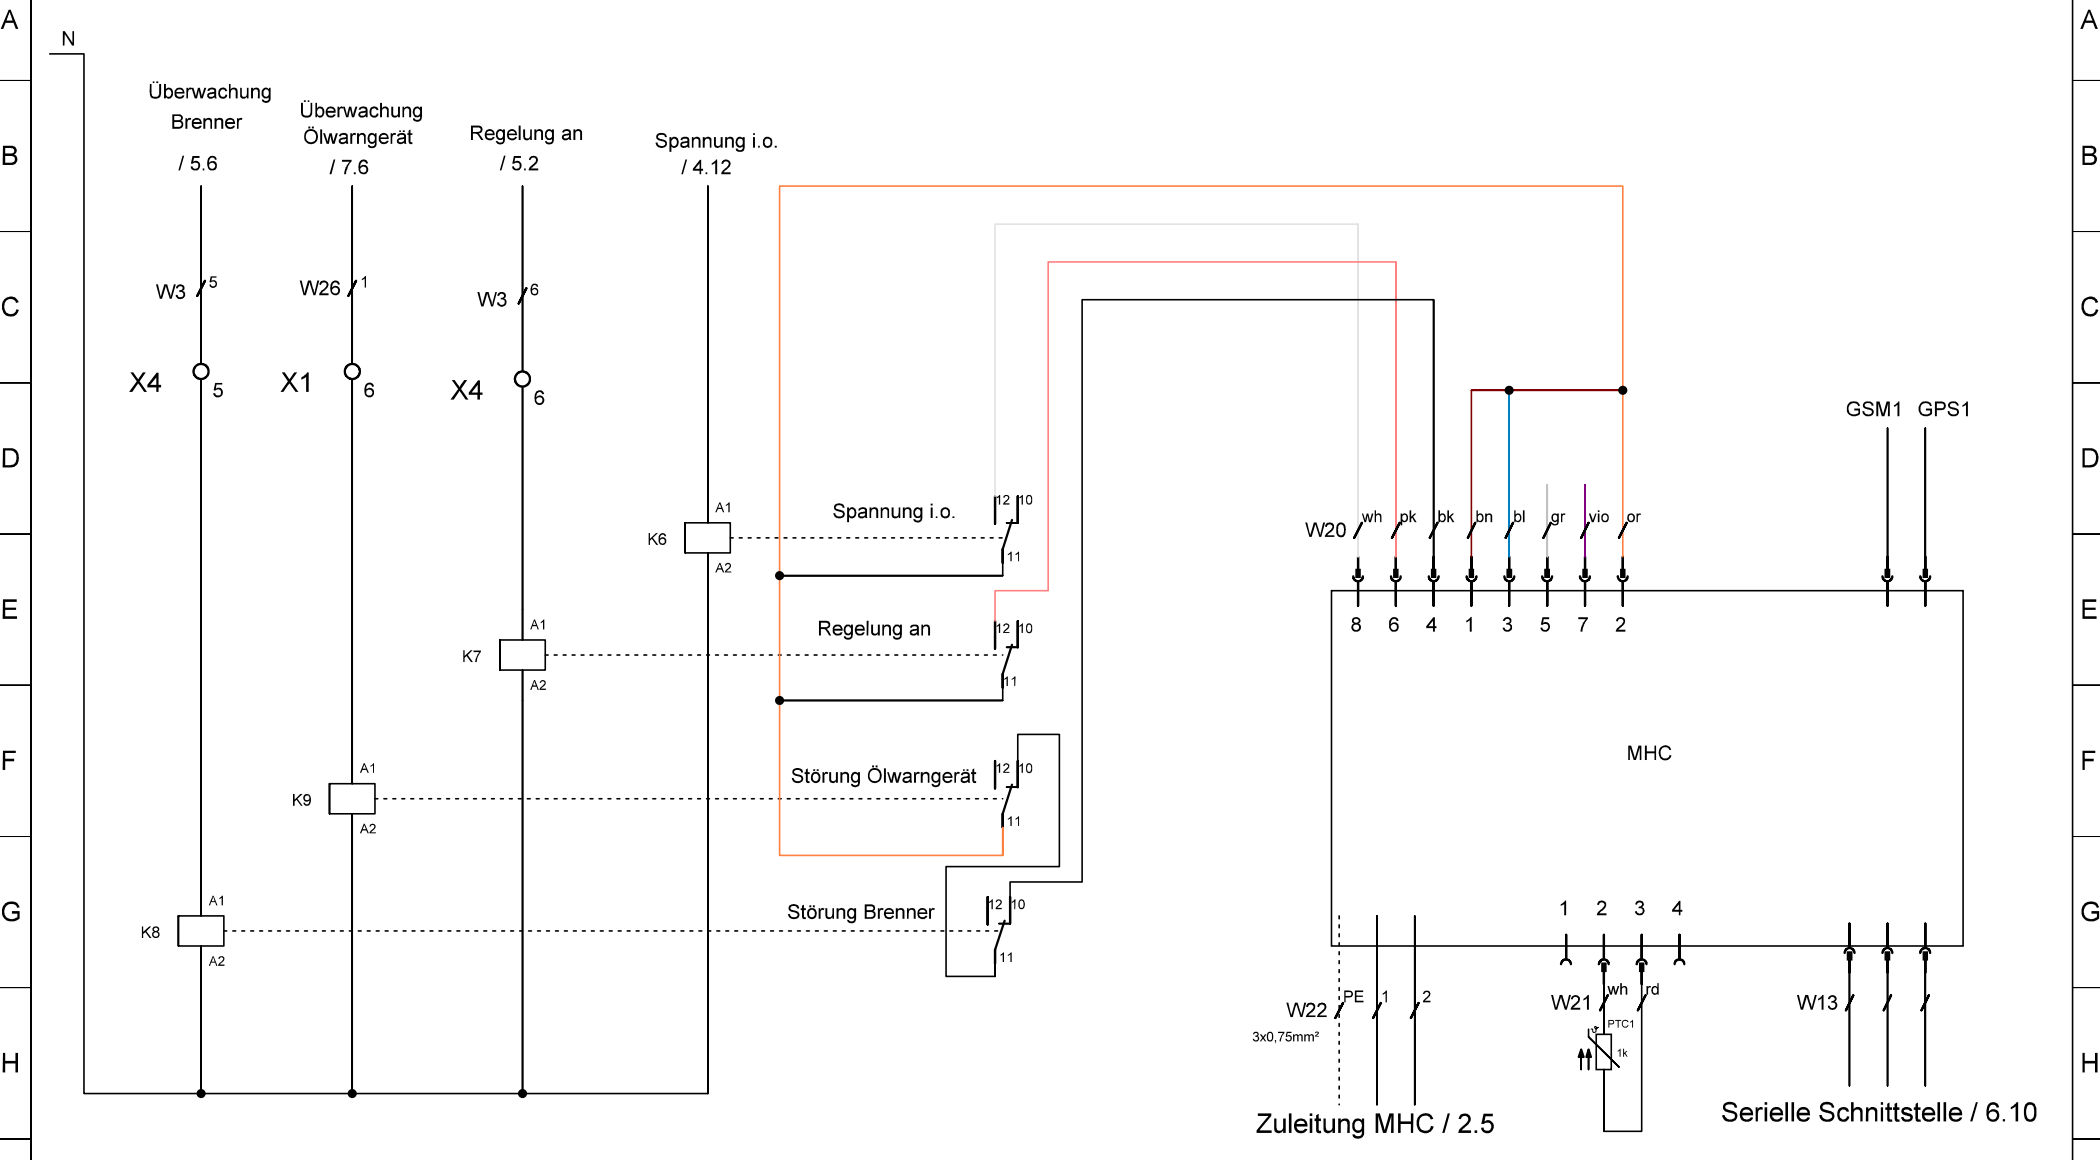 A
A
N
Überwachung
Brenner
/ 5.6
Überwachung
Ölwarngerät
/ 7.6
Regelung an
/ 5.2
Spannung i.o.
/ 4.12
B
B
W3
5
W26
1
W3
6
C
C
X4
5
X1
6
X4
6
GSM1
GPS1
D
D
K6
A1
A2
Spannung i.o.
12
10
11
W20
wh
pk
bk
bn
bl
gr
vio
or
8
6
4
1
3
5
7
2
E
E
K7
A1
A2
Regelung an
12
10
11
MHC
F
F
K9
A1
A2
Störung Ölwarngerät
12
10
11
K8
A1
A2
Störung Brenner
12
10
11
G
G
1
2
3
4
W22
PE
1
2
3x0,75mm²
W21
wh
rd
PTC1
1k
W13
H
H
Zuleitung MHC / 2.5
Serielle Schnittstelle / 6.10